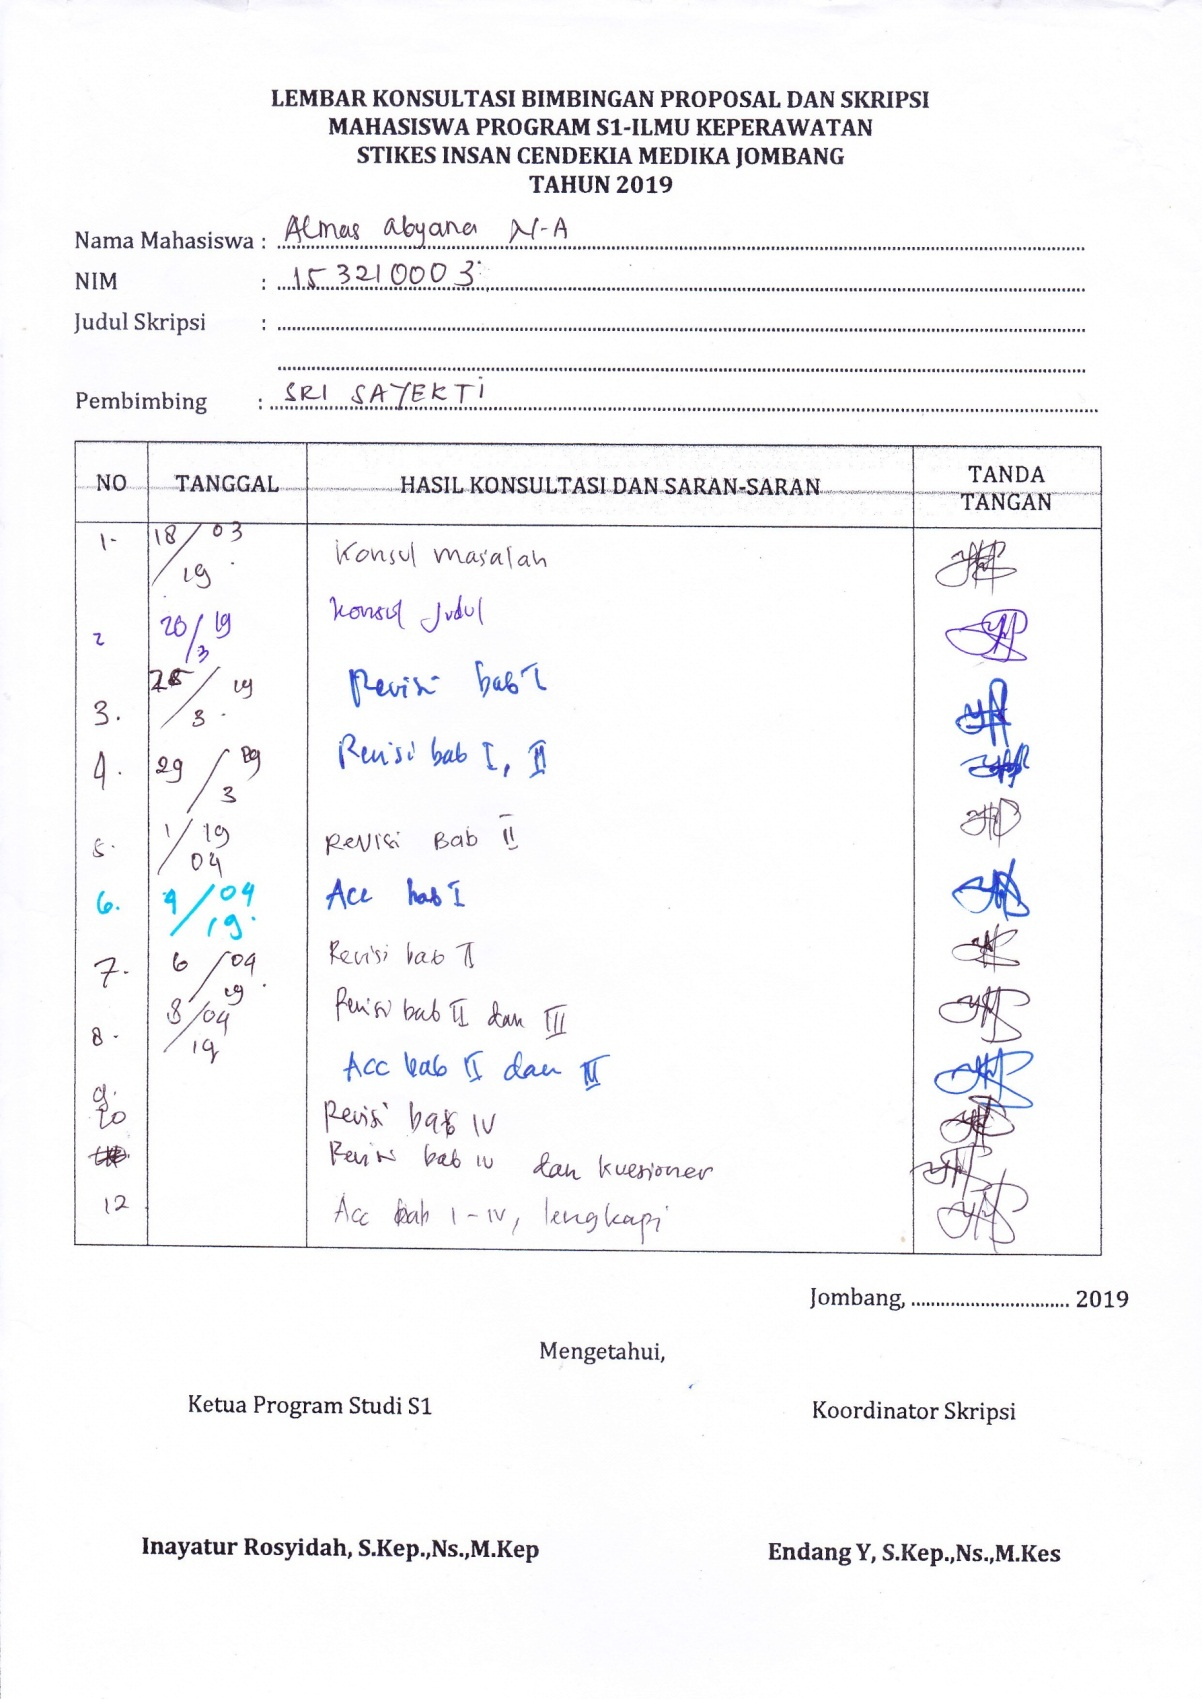 LEMBAR KONSULTASI BIMBINGAN PROPOSAL DAN SKRIPSI
MAHASISWA PROGRAM S1-ILMU KEPERAWATAN
STIKES INSAN CENDEKIA MEDIKA JOMBANG
TAHUN 2019
Nama Mahasiswa : Almas abyana N-A
NIM : 153210003
Judul Skripsi :
Pembimbing : SRI SAYEKTI
NO TANGGAL HASIL KONSULTASI DAN SARAN-SARAN TANDA TANGAN
1- 18/03 19 Konsul masalah
2 20/19 3 Konsul Judul
3. /19 3. Revisi bab I
4. 29/19 3 Revisi bab I, II
5. 1/19 04 Revisi Bab II
6. 4/04 19. Acc bab I
7. 6/04 19. Revisi bab II
8- 8/04 19 Revisi bab II dan III
9. Acc bab II dan III
10 Revisi bab IV
Revisi bab IV dan kuesioner
12 Acc bab I-IV, lengkapi
Jombang, .............................. 2019
Mengetahui,
Ketua Program Studi S1 Koordinator Skripsi
Inayatur Rosyidah, S.Kep.,Ns.,M.Kep Endang Y, S.Kep.,Ns.,M.Kes